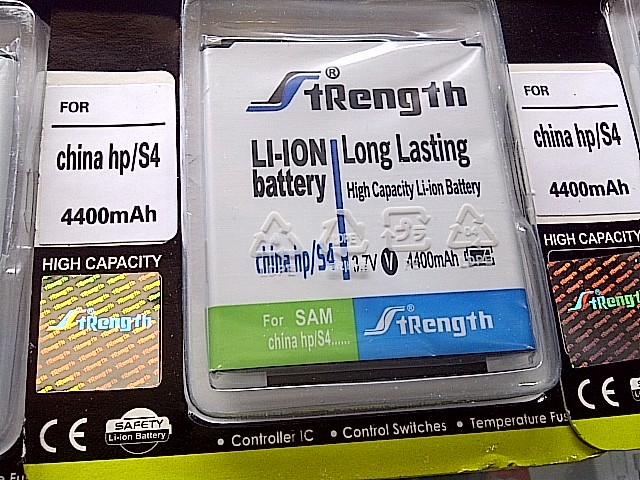 FOR
china hp/S4
4400mAh
HIGH CAPACITY
Strength
CE
SAFETY
Li-ion Battery
Strength®
LI-ION
battery
Long Lasting
High Capacity Li-ion Battery
china hp/S4
3.7V
4400mAh
For SAM
china hp/S4......
Strength
• Controller IC • Control Switches • Temperature Fus
FOR
china hp/S4
4400mAh
HIGH CAPACITY
Strength
CE